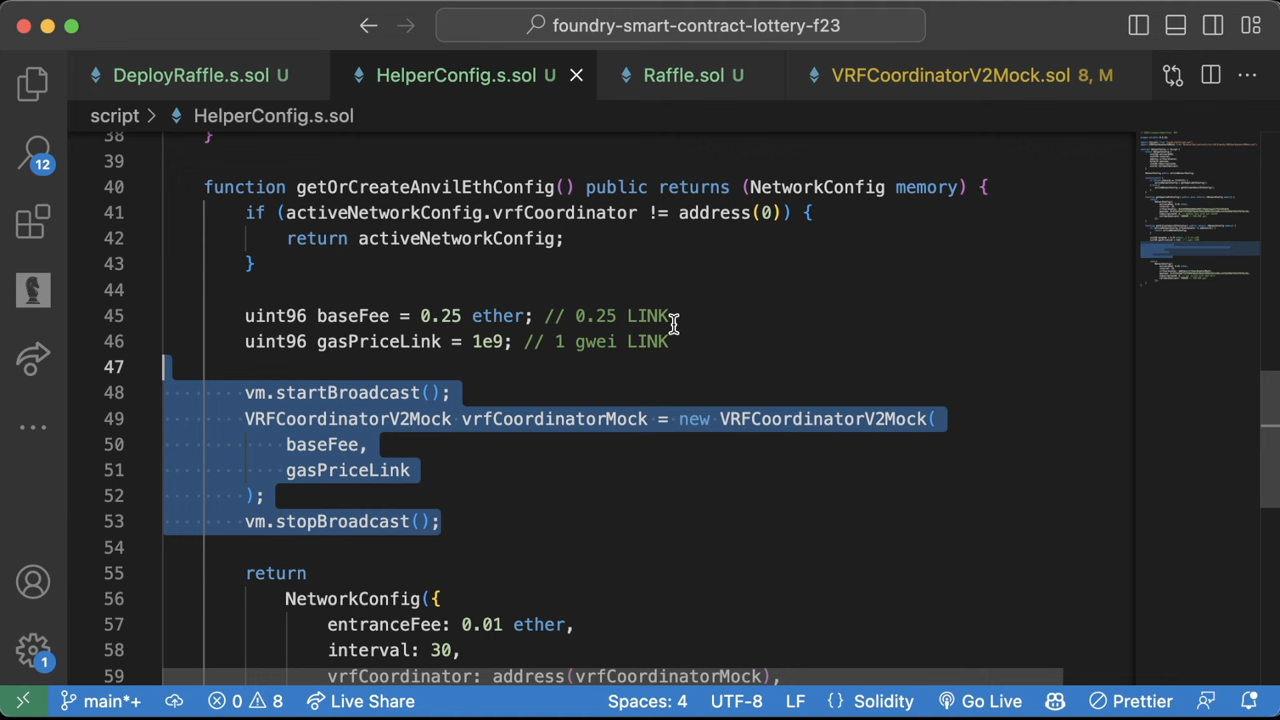 foundry-smart-contract-lottery-f23
DeployRaffle.s.sol U
HelperConfig.s.sol U
Raffle.sol U
VRFCoordinatorV2Mock.sol 8, M
script > HelperConfig.s.sol
38 }
39
40 function getOrCreateAnvilEthConfig() public returns (NetworkConfig memory) {
41 if (activeNetworkConfig.vrfCoordinator != address(0)) {
42 return activeNetworkConfig;
43 }
44
45 uint96 baseFee = 0.25 ether; // 0.25 LINK
46 uint96 gasPriceLink = 1e9; // 1 gwei LINK
47
48 vm.startBroadcast();
49 VRFCoordinatorV2Mock vrfCoordinatorMock = new VRFCoordinatorV2Mock(
50 baseFee,
51 gasPriceLink
52 );
53 vm.stopBroadcast();
54
55 return
56 NetworkConfig({
57 entranceFee: 0.01 ether,
58 interval: 30,
59 vrfCoordinator: address(vrfCoordinatorMock),
12
1
main*+ 0 8 Live Share Spaces: 4 UTF-8 LF {} Solidity Go Live Prettier